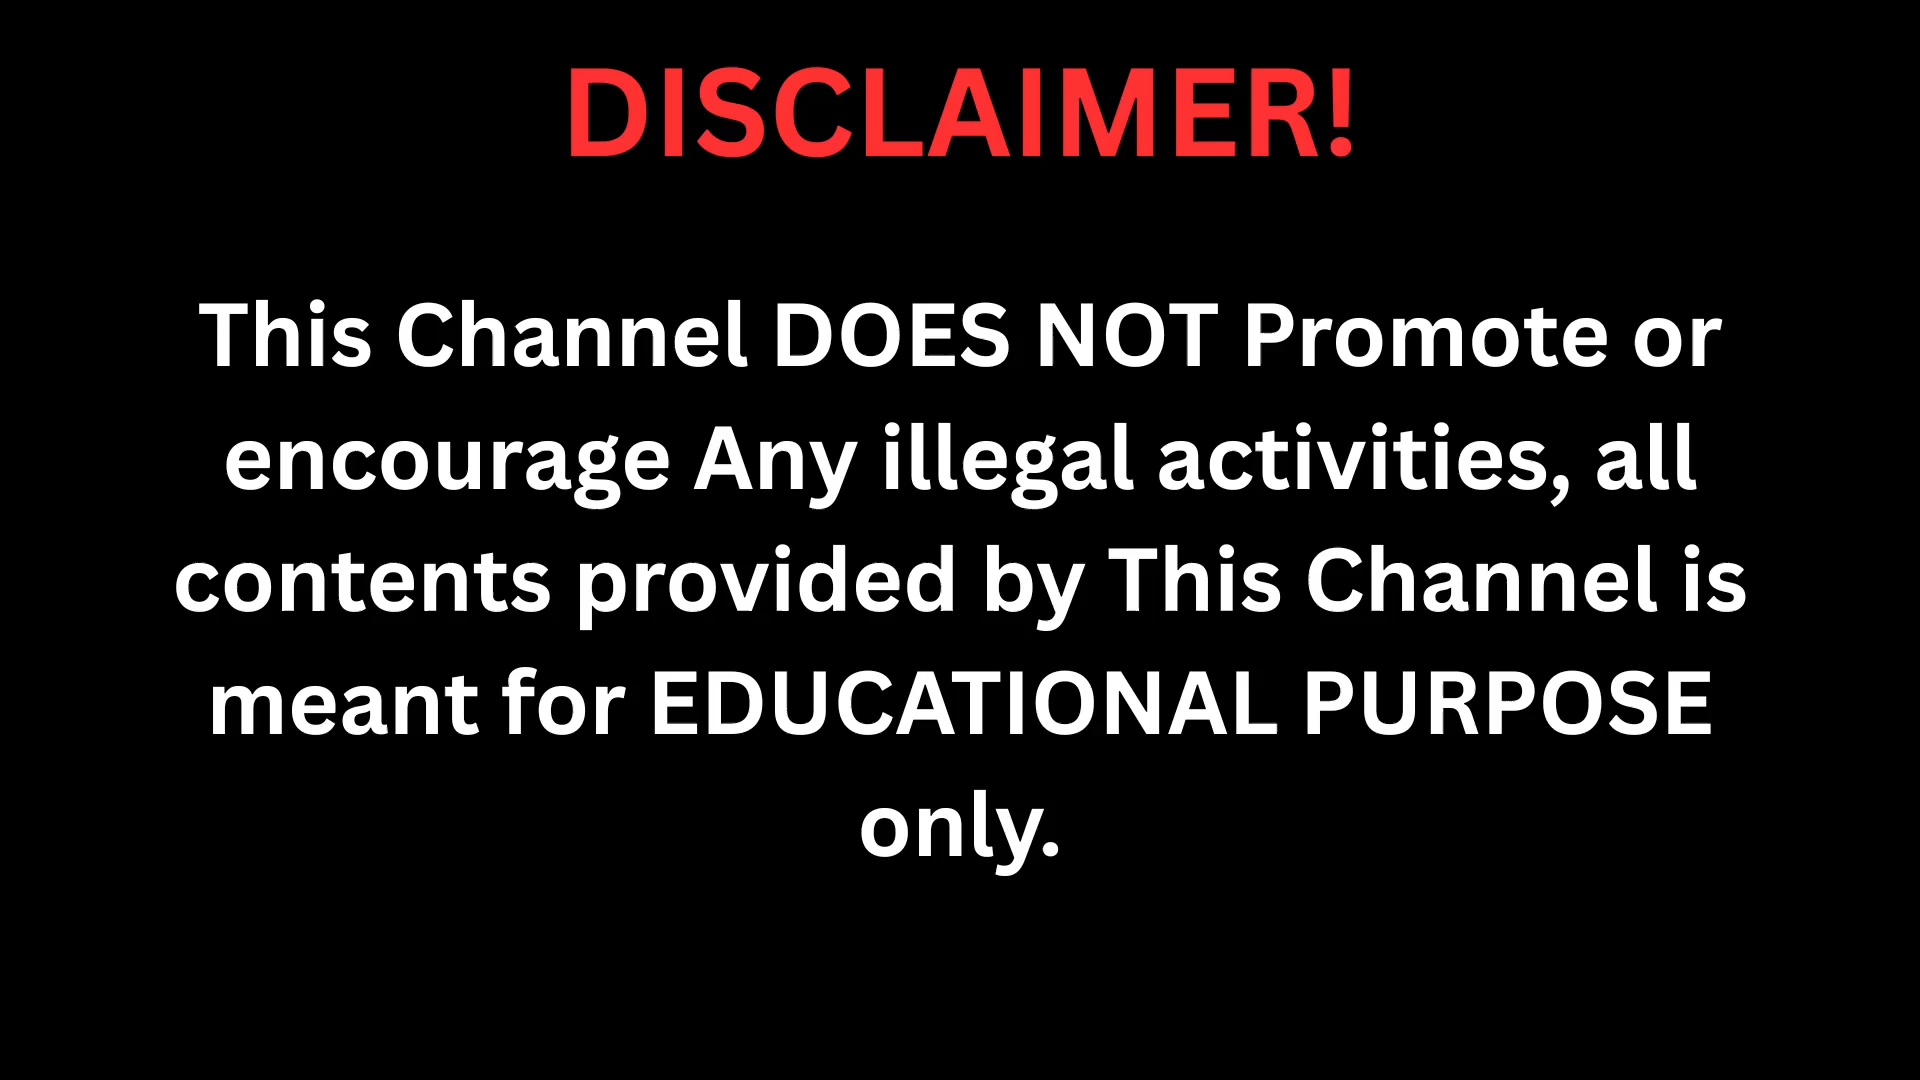 DISCLAIMER!
This Channel DOES NOT Promote or
encourage Any illegal activities, all
contents provided by This Channel is
meant for EDUCATIONAL PURPOSE
only.